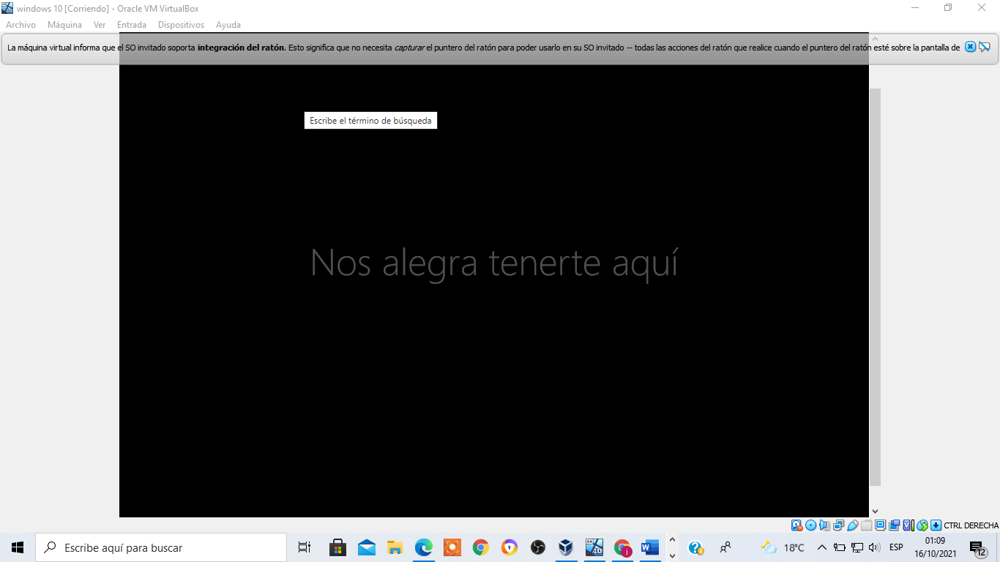 windows 10 [Corriendo] - Oracle VM VirtualBox
Archivo Máquina Ver Entrada Dispositivos Ayuda
La máquina virtual informa que el SO invitado soporta integración del ratón. Esto significa que no necesita capturar el puntero del ratón para poder usarlo en su SO invitado -- todas las acciones del ratón que realice cuando el puntero del ratón esté sobre la pantalla de
Escribe el término de búsqueda
Nos alegra tenerte aquí
CTRL DERECHA
Escribe aquí para buscar
18°C
ESP
01:09
16/10/2021
12